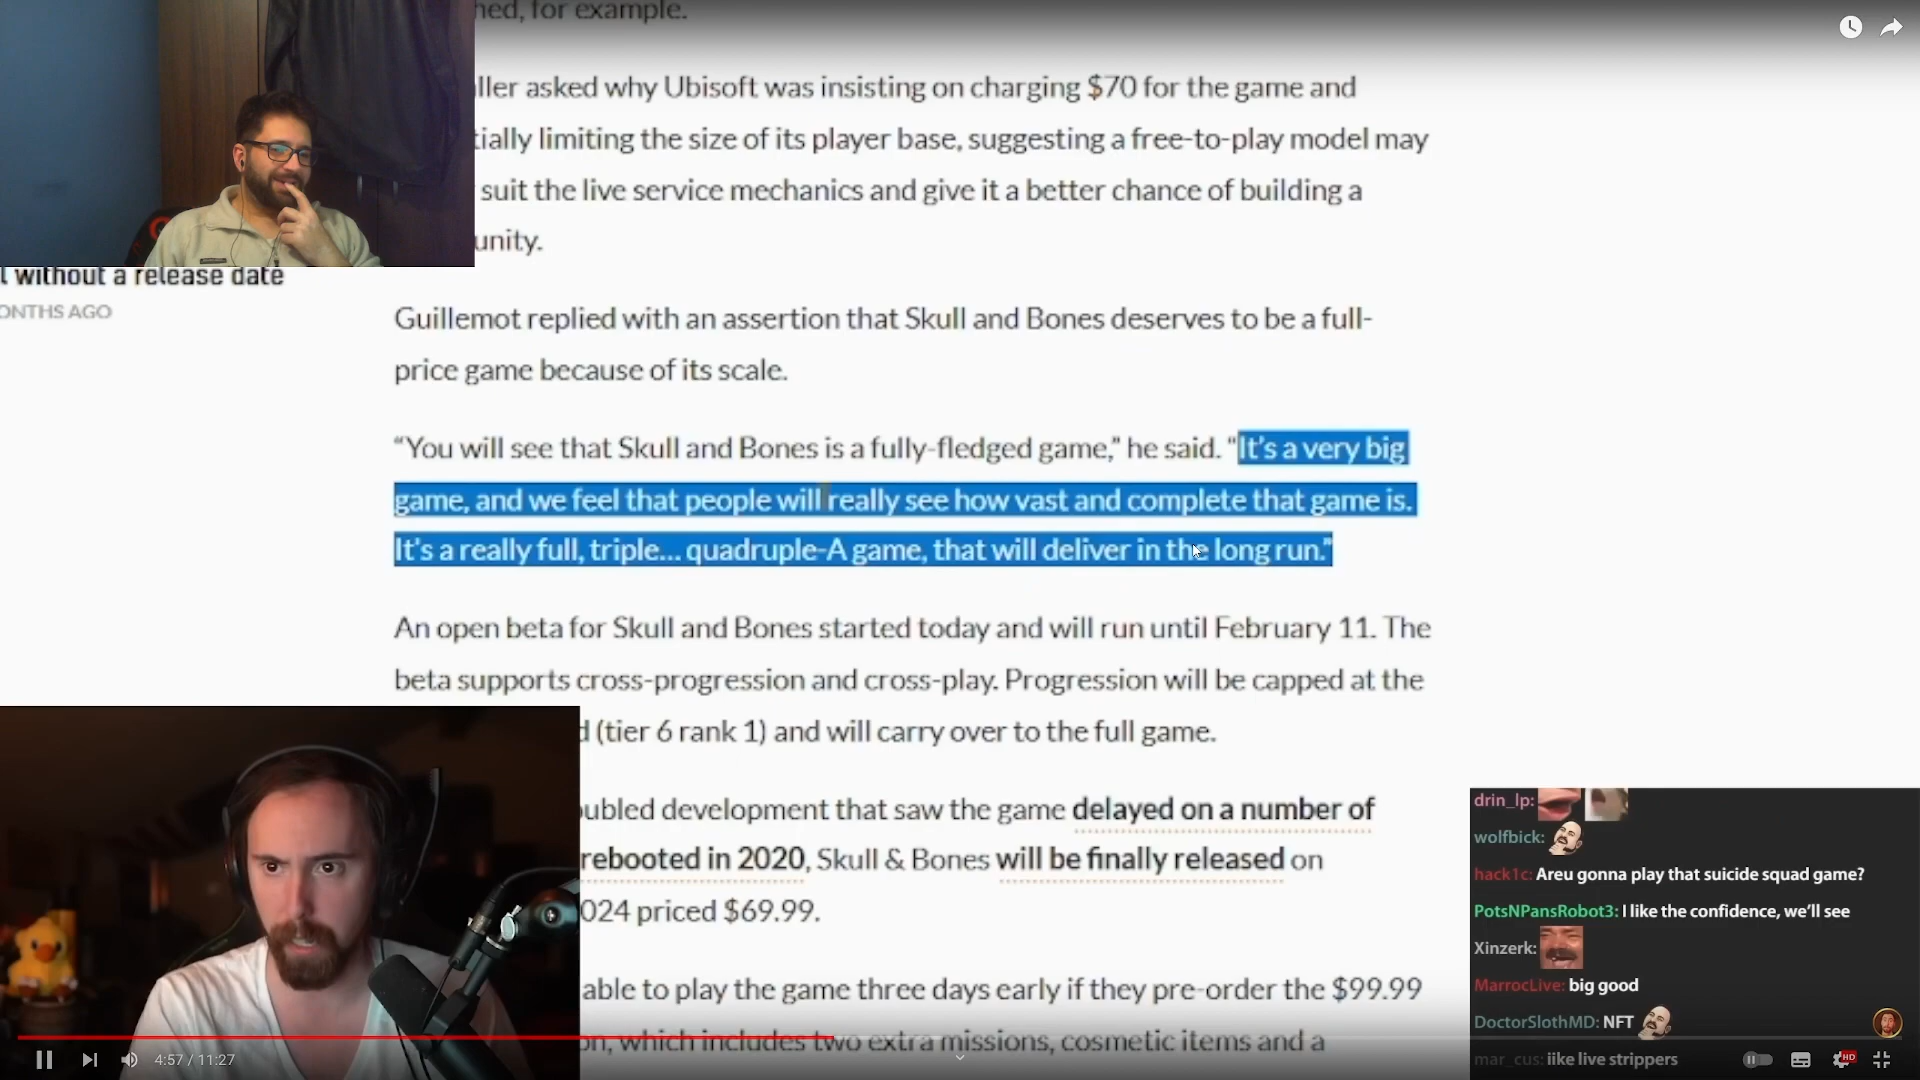 hed, for example.
ller asked why Ubisoft was insisting on charging $70 for the game and
tially limiting the size of its player base, suggesting a free-to-play model may
suit the live service mechanics and give it a better chance of building a
unity.
l without a release date
ONTHS AGO
Guillemot replied with an assertion that Skull and Bones deserves to be a full-
price game because of its scale.
“You will see that Skull and Bones is a fully-fledged game,” he said. “It’s a very big
game, and we feel that people will really see how vast and complete that game is.
It’s a really full, triple… quadruple-A game, that will deliver in the long run.”
An open beta for Skull and Bones started today and will run until February 11. The
beta supports cross-progression and cross-play. Progression will be capped at the
d (tier 6 rank 1) and will carry over to the full game.
ubled development that saw the game delayed on a number of
rebooted in 2020, Skull & Bones will be finally released on
024 priced $69.99.
able to play the game three days early if they pre-order the $99.99
on, which includes two extra missions, cosmetic items and a
drin_lp:
wolfbick:
hack1c: Areu gonna play that suicide squad game?
PotsNPansRobot3: I like the confidence, we'll see
Xinzerk:
MarrocLive: big good
DoctorSlothMD: NFT
mar_cus: iike live strippers
4:57 / 11:27
HD